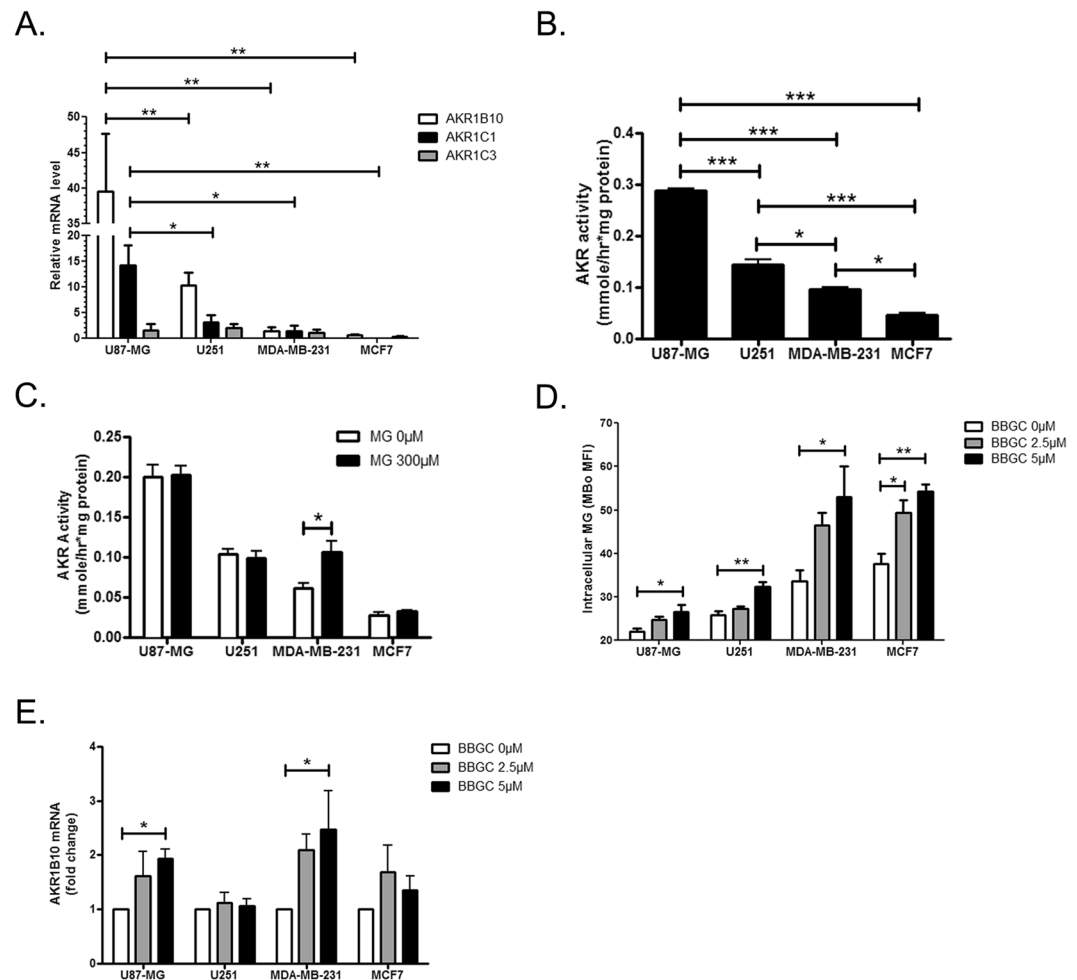 A.
**
**
**
**
*
*
Relative mRNA level
50
45
40
35
20
15
10
5
0
U87-MG U251 MDA-MB-231 MCF7
AKR1B10
AKR1C1
AKR1C3
B.
***
***
***
***
*
*
AKR activity
(mmole/hr*mg protein)
0.4
0.3
0.2
0.1
0.0
U87-MG U251 MDA-MB-231 MCF7
C.
AKR Activity
(mmole/hr*mg protein)
0.25
0.20
0.15
0.10
0.05
0.00
*
U87-MG U251 MDA-MB-231 MCF7
MG 0µM
MG 300µM
D.
Intracellular MG (MBo MFI)
70
60
50
40
30
20
*
**
*
**
*
U87-MG U251 MDA-MB-231 MCF7
BBGC 0µM
BBGC 2.5µM
BBGC 5µM
E.
AKR1B10 mRNA
(fold change)
4
3
2
1
0
*
*
U87-MG U251 MDA-MB-231 MCF7
BBGC 0µM
BBGC 2.5µM
BBGC 5µM